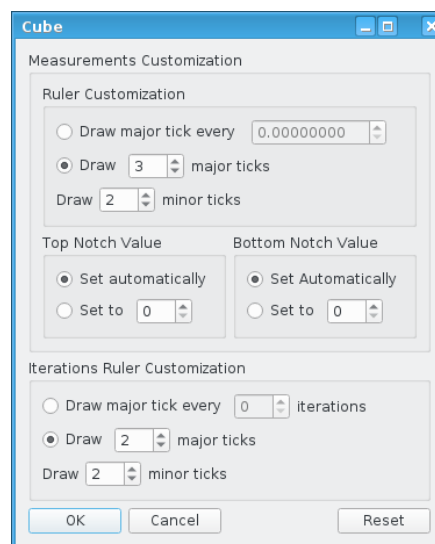 Cube
Measurements Customization
Ruler Customization
Draw major tick every 0.00000000
Draw 3 major ticks
Draw 2 minor ticks
Top Notch Value Bottom Notch Value
Set automatically Set Automatically
Set to 0 Set to 0
Iterations Ruler Customization
Draw major tick every 0 iterations
Draw 2 major ticks
Draw 2 minor ticks
OK Cancel Reset